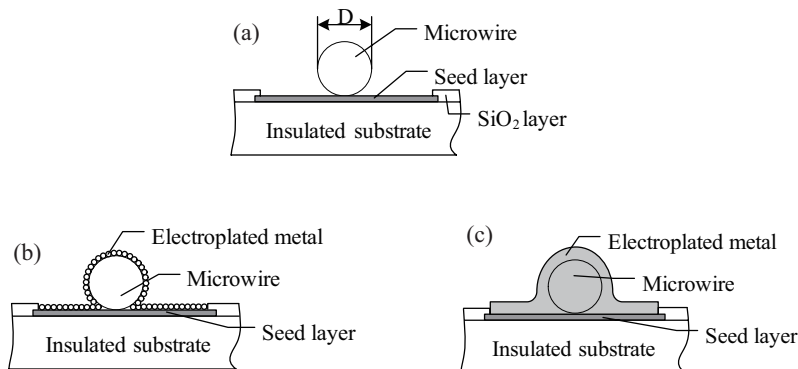 (a)
D
Microwire
Seed layer
SiO₂ layer
Insulated substrate
(b)
Electroplated metal
Microwire
Seed layer
Insulated substrate
(c)
Electroplated metal
Microwire
Seed layer
Insulated substrate